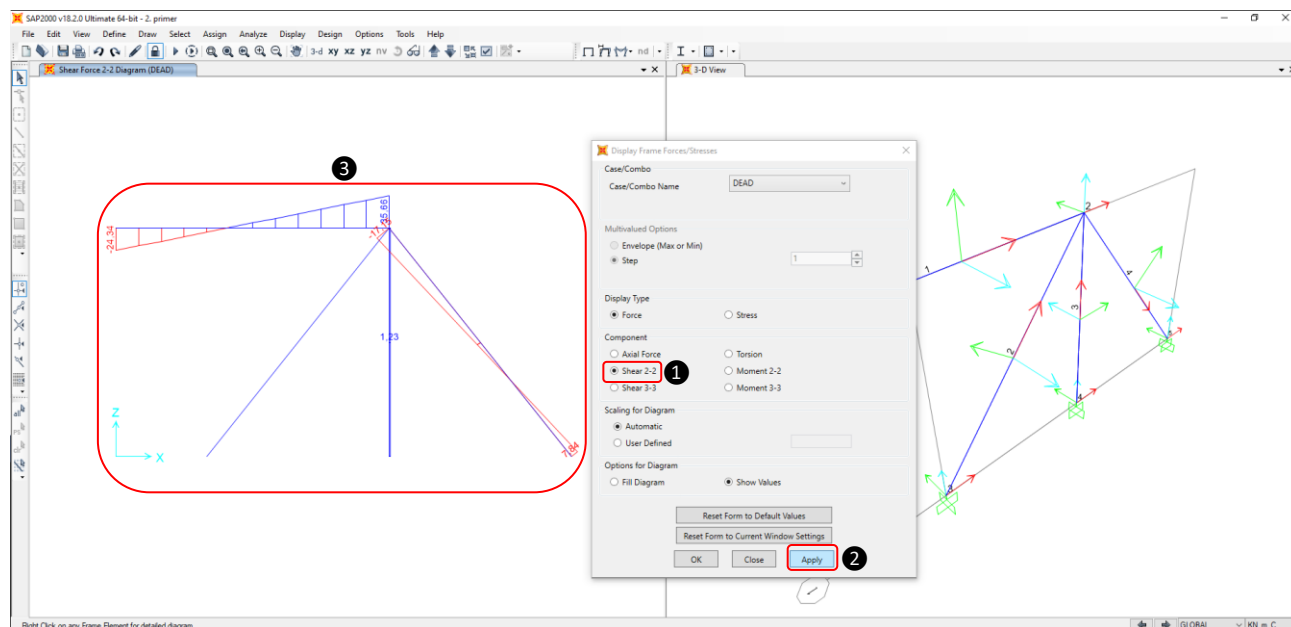 SAP2000 v18.2.0 Ultimate 64-bit - 2. primer
File Edit View Define Draw Select Assign Analyze Display Design Options Tools Help
3-d xy xz yz nv nd
Shear Force 2-2 Diagram (DEAD)
3-D View
3
-24.34
35.66
1,23
Z
X
Display Frame Forces/Stresses
Case/Combo
Case/Combo Name DEAD
Multivalued Options
Envelope (Max or Min)
Step 1
Display Type
Force Stress
Component
Axial Force Torsion
Shear 2-2 1 Moment 2-2
Shear 3-3 Moment 3-3
Scaling for Diagram
Automatic
User Defined
Options for Diagram
Fill Diagram Show Values
Reset Form to Default Values
Reset Form to Current Window Settings
OK Close Apply 2
2
1
4
3
2
4
3
Right Click on any Frame Element for detailed diagram
GLOBAL KN, m, C